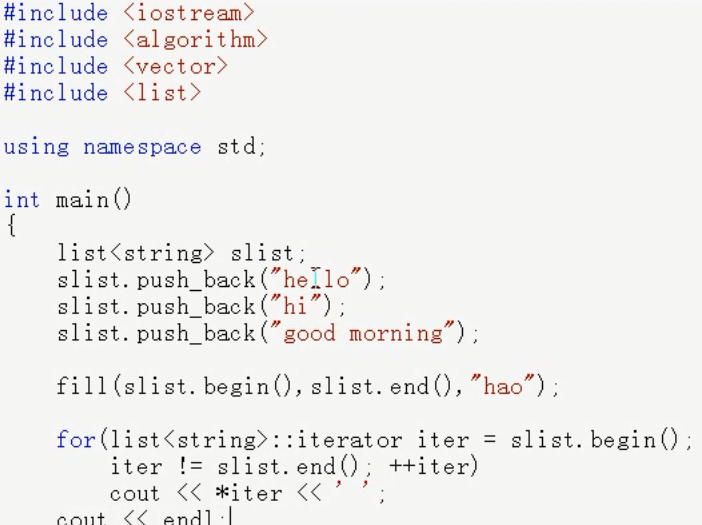 #include <iostream>
#include <algorithm>
#include <vector>
#include <list>
using namespace std;
int main()
{
list<string> slist;
slist.push_back("hello");
slist.push_back("hi");
slist.push_back("good morning");
fill(slist.begin(),slist.end(),"hao");
for(list<string>::iterator iter = slist.begin();
iter != slist.end(); ++iter)
cout << *iter << ' ';
cout << endl;